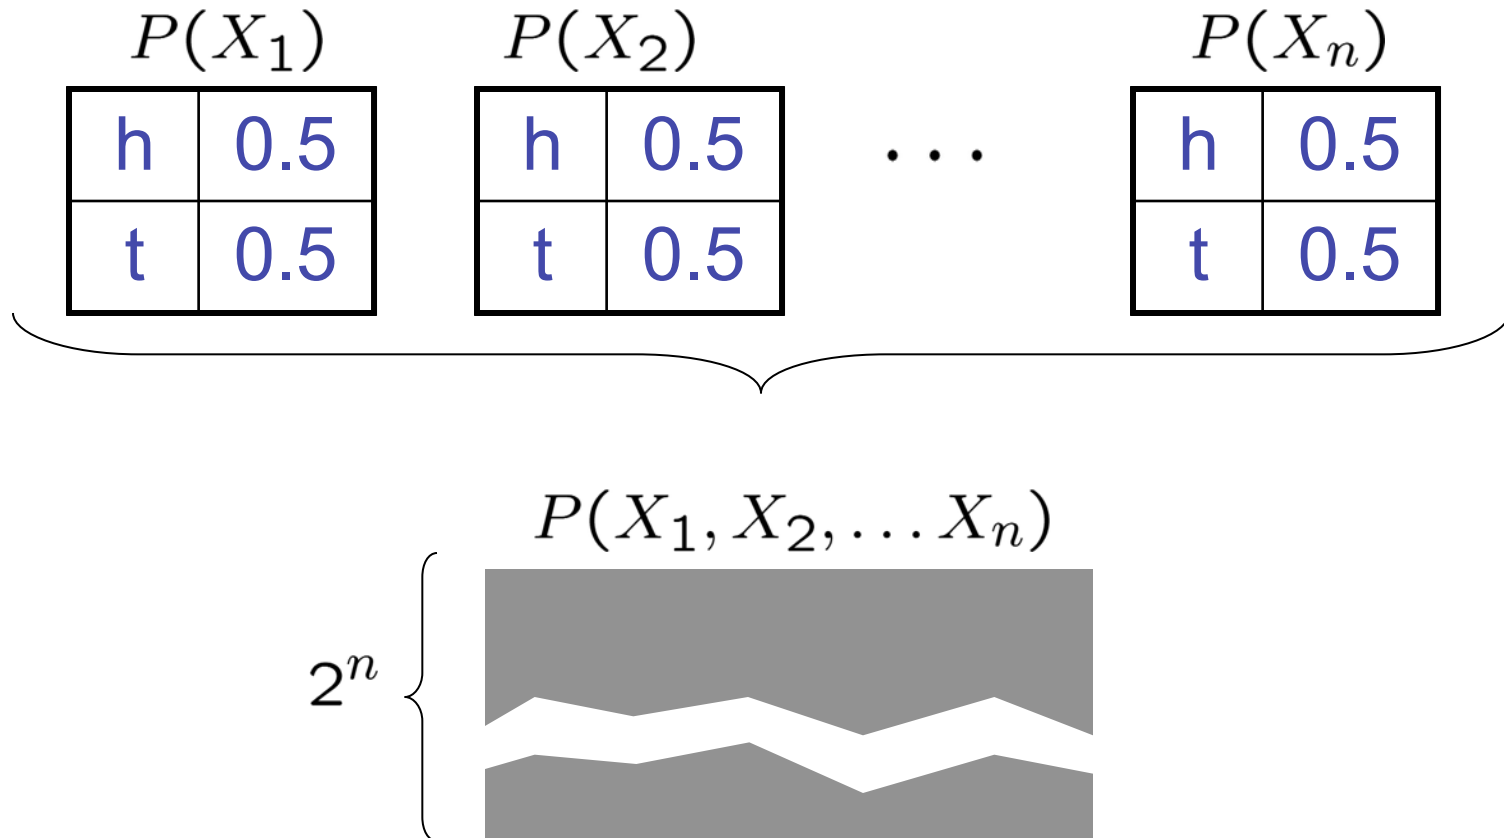 P(X₁) P(X₂) P(Xₙ)
h 0.5 h 0.5 ... h 0.5
t 0.5 t 0.5 t 0.5
P(X₁, X₂, ... Xₙ)
2ⁿ